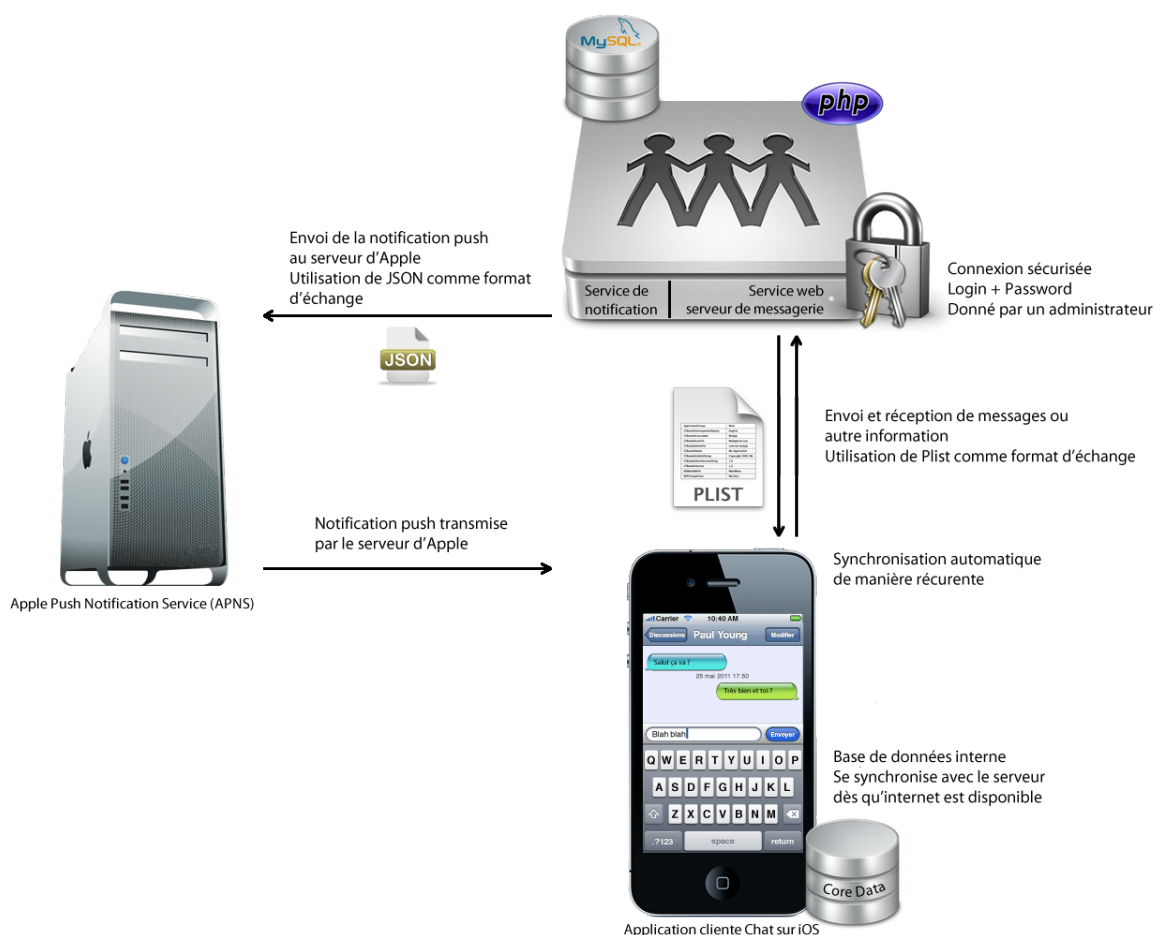 MySQL
php
Envoi de la notification push
au serveur d'Apple
Utilisation de JSON comme format
d'échange
Service de
notification
Service web
serveur de messagerie
Connexion sécurisée
Login + Password
Donné par un administrateur
JSON
PLIST
Envoi et réception de messages ou
autre information
Utilisation de Plist comme format d'échange
Notification push transmise
par le serveur d'Apple
Apple Push Notification Service (APNS)
Synchronisation automatique
de manière récurente
Carrier 10:40 AM
Discussions Paul Young Modifier
Salut ça va ?
25 mai 2011 17:50
Très bien et toi ?
Blah blah Envoyer
Q W E R T Y U I O P
A S D F G H J K L
Z X C V B N M
.?123 space return
Base de données interne
Se synchronise avec le serveur
dès qu'internet est disponible
Core Data
Application cliente Chat sur iOS